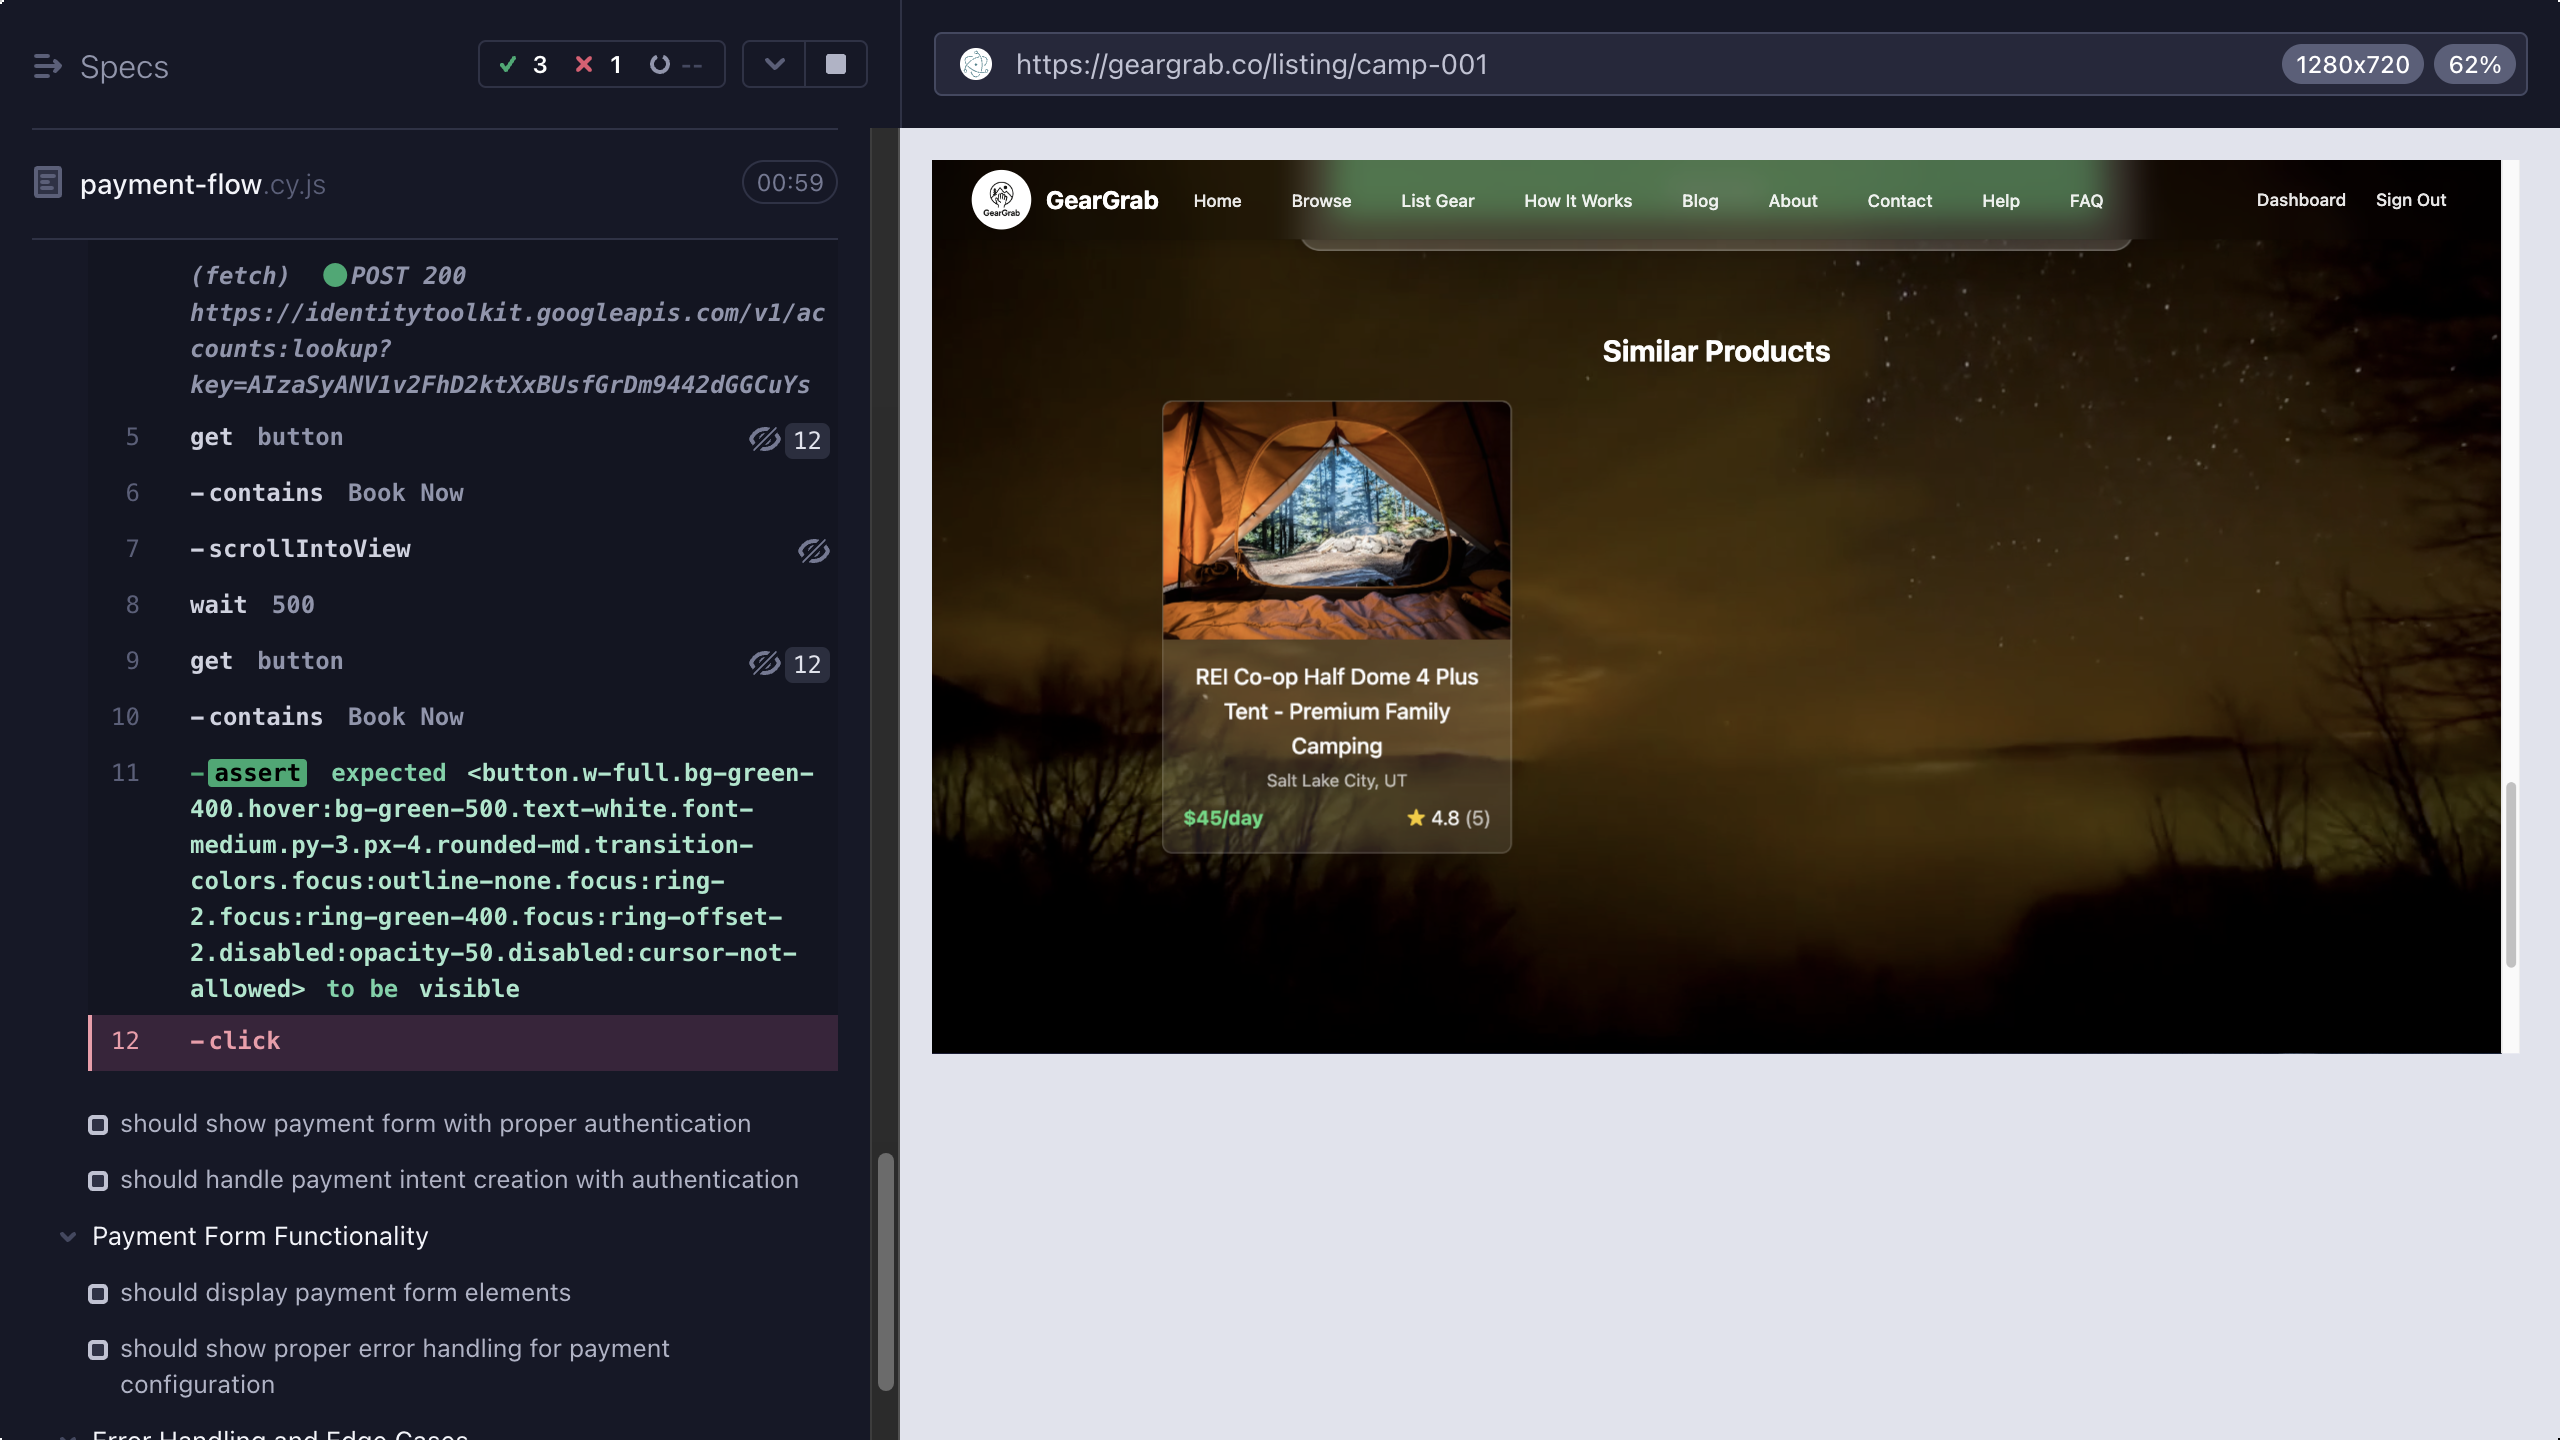 Specs
3
1
--
payment-flow.cy.js
00:59
(fetch) POST 200
https://identitytoolkit.googleapis.com/v1/ac
counts:lookup?
key=AIzaSyANV1v2FhD2ktXxBUsfGrDm9442dGGCuYs
5 get button 12
6 -contains Book Now
7 -scrollIntoView
8 wait 500
9 get button 12
10 -contains Book Now
11 -assert expected <button.w-full.bg-green-
400.hover:bg-green-500.text-white.font-
medium.py-3.px-4.rounded-md.transition-
colors.focus:outline-none.focus:ring-
2.focus:ring-green-400.focus:ring-offset-
2.disabled:opacity-50.disabled:cursor-not-
allowed> to be visible
12 -click
should show payment form with proper authentication
should handle payment intent creation with authentication
Payment Form Functionality
should display payment form elements
should show proper error handling for payment
configuration
Error Handling and Edge Cases
https://geargrab.co/listing/camp-001
1280x720
62%
GearGrab
GearGrab
Home
Browse
List Gear
How It Works
Blog
About
Contact
Help
FAQ
Dashboard
Sign Out
Similar Products
REI Co-op Half Dome 4 Plus
Tent - Premium Family
Camping
Salt Lake City, UT
$45/day
4.8 (5)